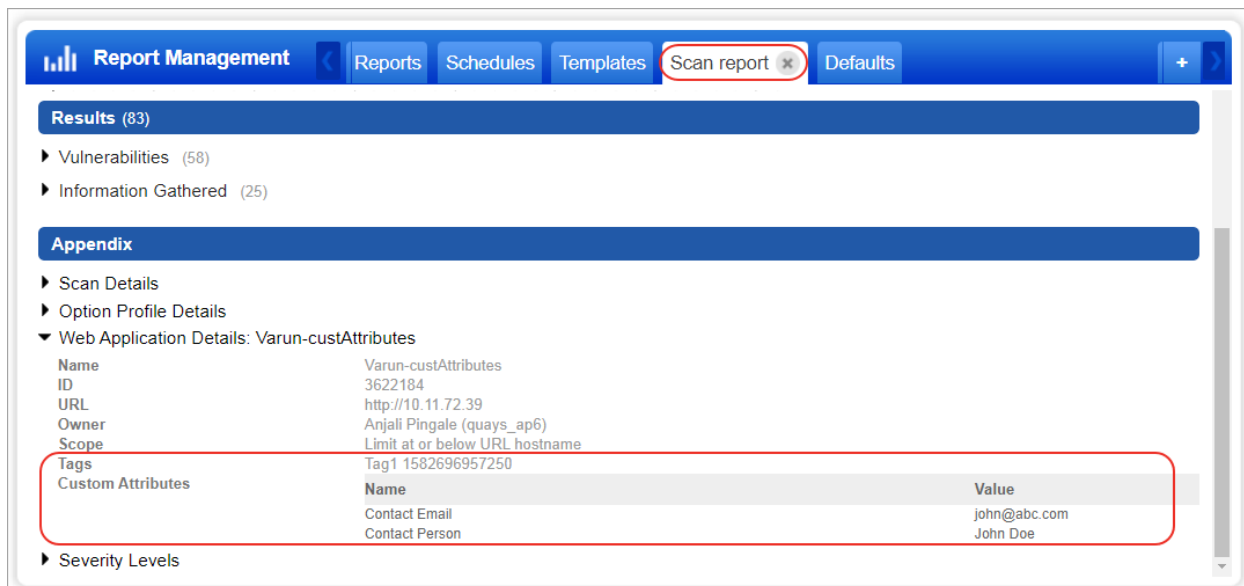 Report Management Reports Schedules Templates Scan report Defaults +
Results (83)
Vulnerabilities (58)
Information Gathered (25)
Appendix
Scan Details
Option Profile Details
Web Application Details: Varun-custAttributes
Name Varun-custAttributes
ID 3622184
URL http://10.11.72.39
Owner Anjali Pingale (quays_ap6)
Scope Limit at or below URL hostname
Tags Tag1 1582696957250
Custom Attributes Name Value
Contact Email john@abc.com
Contact Person John Doe
Severity Levels